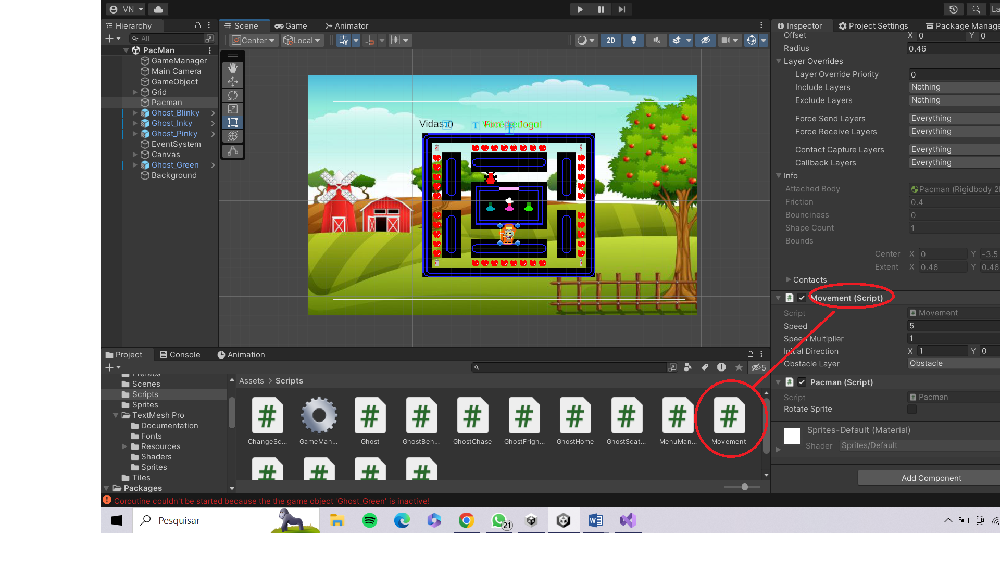 VN
La
Hierarchy
Scene
Game
Animator
Inspector
Project Settings
Package Manage
All
Center
Local
2D
PacMan
GameManager
Main Camera
GameObject
Grid
Pacman
Ghost_Blinky
Ghost_Inky
Ghost_Pinky
EventSystem
Canvas
Ghost_Green
Background
Vidas:0
Fim de Jogo!
Offset X 0 Y 0
Radius 0.46
Layer Overrides
Layer Override Priority 0
Include Layers Nothing
Exclude Layers Nothing
Force Send Layers Everything
Force Receive Layers Everything
Contact Capture Layers Everything
Callback Layers Everything
Info
Attached Body Pacman (Rigidbody 2
Friction 0.4
Bounciness 0
Shape Count 1
Bounds
Center X 0 Y -3.5
Extent X 0.46 Y 0.46
Contacts
Movement (Script)
Script Movement
Speed 5
Speed Multiplier 1
Initial Direction X 1 Y 0
Obstacle Layer Obstacle
Pacman (Script)
Script Pacman
Rotate Sprite
Sprites-Default (Material)
Shader Sprites/Default
Add Component
Project
Console
Animation
5
Prefabs
Scenes
Scripts
Sprites
TextMesh Pro
Documentation
Fonts
Resources
Shaders
Sprites
Tiles
Packages
Assets > Scripts
ChangeSc...
GameMan...
Ghost
GhostBeh...
GhostChase
GhostFrigh...
GhostHome
GhostScat...
MenuMan...
Movement
Coroutine couldn't be started because the the game object 'Ghost_Green' is inactive!
Pesquisar
21